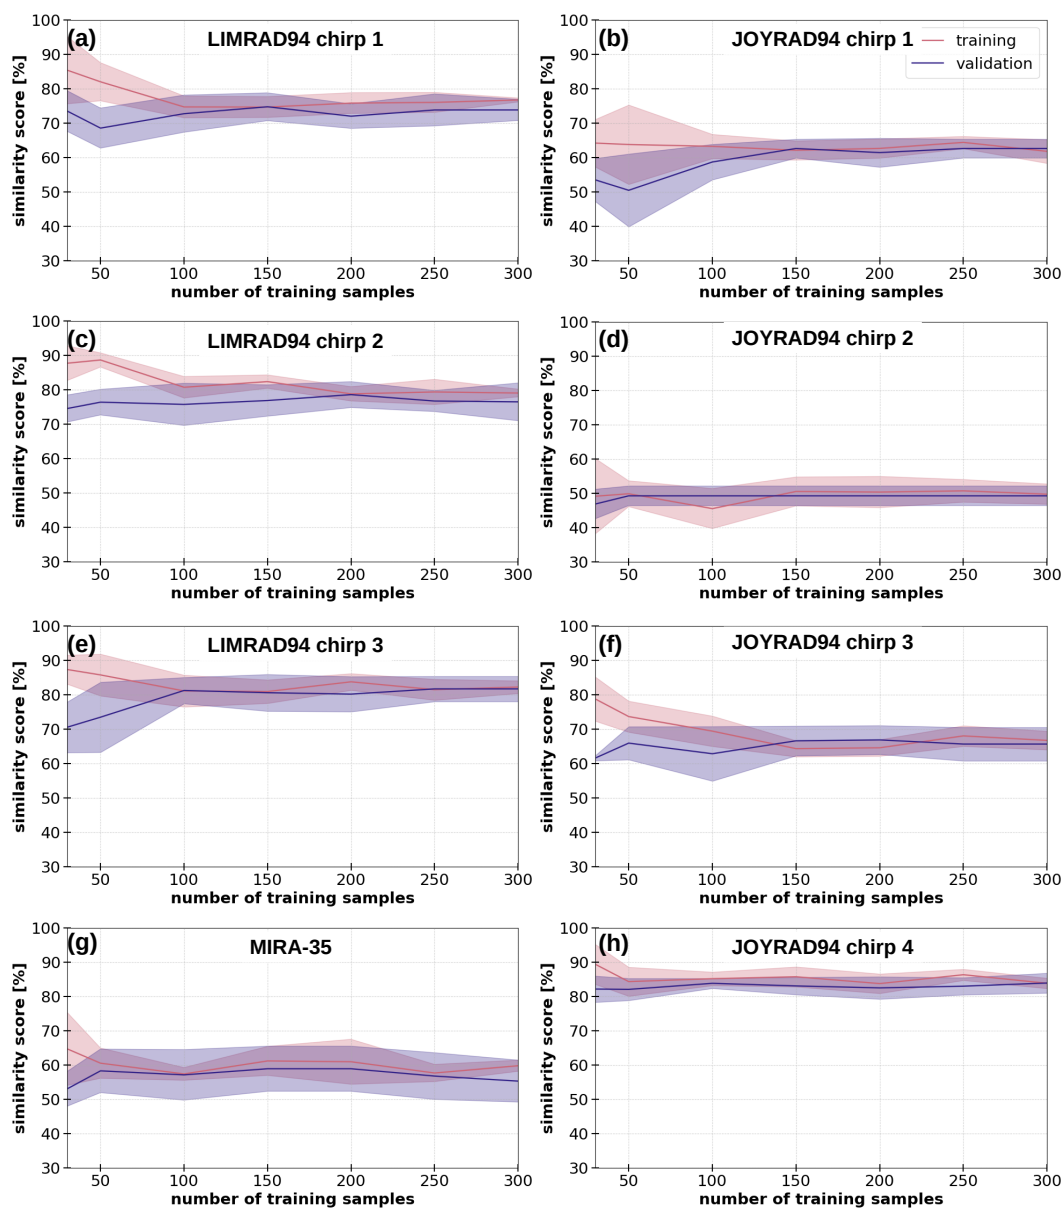 (a) LIMRAD94 chirp 1
100
90
80
70
60
50
40
30
similarity score [%]
50 100 150 200 250 300
number of training samples
(b) JOYRAD94 chirp 1
training
validation
100
90
80
70
60
50
40
30
similarity score [%]
50 100 150 200 250 300
number of training samples
(c) LIMRAD94 chirp 2
100
90
80
70
60
50
40
30
similarity score [%]
50 100 150 200 250 300
number of training samples
(d) JOYRAD94 chirp 2
100
90
80
70
60
50
40
30
similarity score [%]
50 100 150 200 250 300
number of training samples
(e) LIMRAD94 chirp 3
100
90
80
70
60
50
40
30
similarity score [%]
50 100 150 200 250 300
number of training samples
(f) JOYRAD94 chirp 3
100
90
80
70
60
50
40
30
similarity score [%]
50 100 150 200 250 300
number of training samples
(g) MIRA-35
100
90
80
70
60
50
40
30
similarity score [%]
50 100 150 200 250 300
number of training samples
(h) JOYRAD94 chirp 4
100
90
80
70
60
50
40
30
similarity score [%]
50 100 150 200 250 300
number of training samples